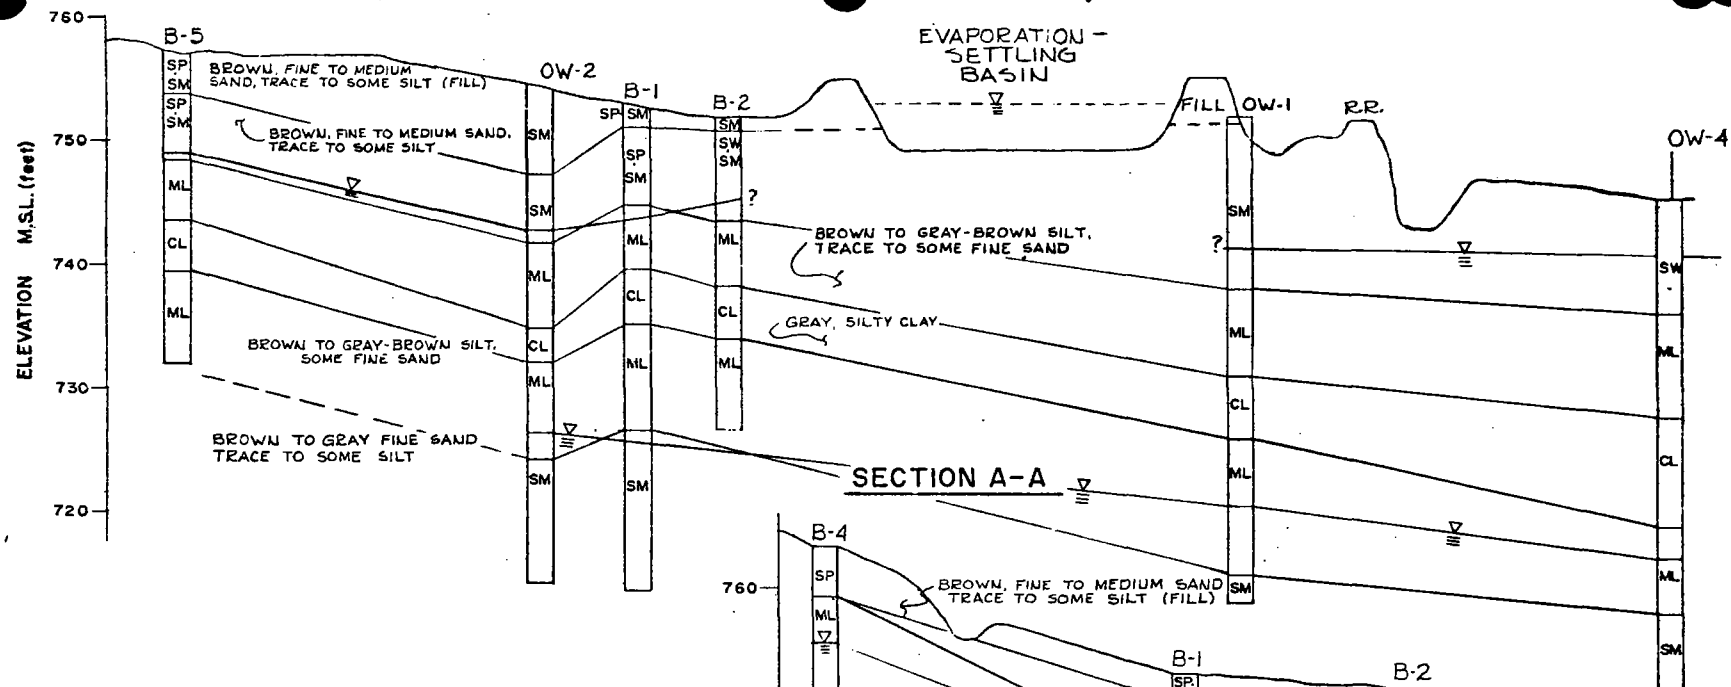 760
B-5
EVAPORATION -
SETTLING
BASIN
SP
SM
BROWN, FINE TO MEDIUM
SAND, TRACE TO SOME SILT (FILL)
OW-2
B-1
B-2
FILL
OW-1
R.R.
OW-4
SP
SM
BROWN, FINE TO MEDIUM SAND,
TRACE TO SOME SILT
SM
SP
SM
SM
SW
SM
750
SP
SM
ML
SM
?
SM
ML
ML
BROWN TO GRAY-BROWN SILT,
TRACE TO SOME FINE SAND
?
CL
740
ML
CL
CL
GRAY, SILTY CLAY
SW
ML
ML
ELEVATION M.S.L. (feet)
BROWN TO GRAY-BROWN SILT,
SOME FINE SAND
CL
ML
ML
ML
ML
730
CL
BROWN TO GRAY FINE SAND
TRACE TO SOME SILT
SM
SM
SECTION A-A
ML
CL
720
B-4
SP
760
BROWN, FINE TO MEDIUM SAND
TRACE TO SOME SILT (FILL)
SM
ML
ML
SM
B-1
B-2
SP